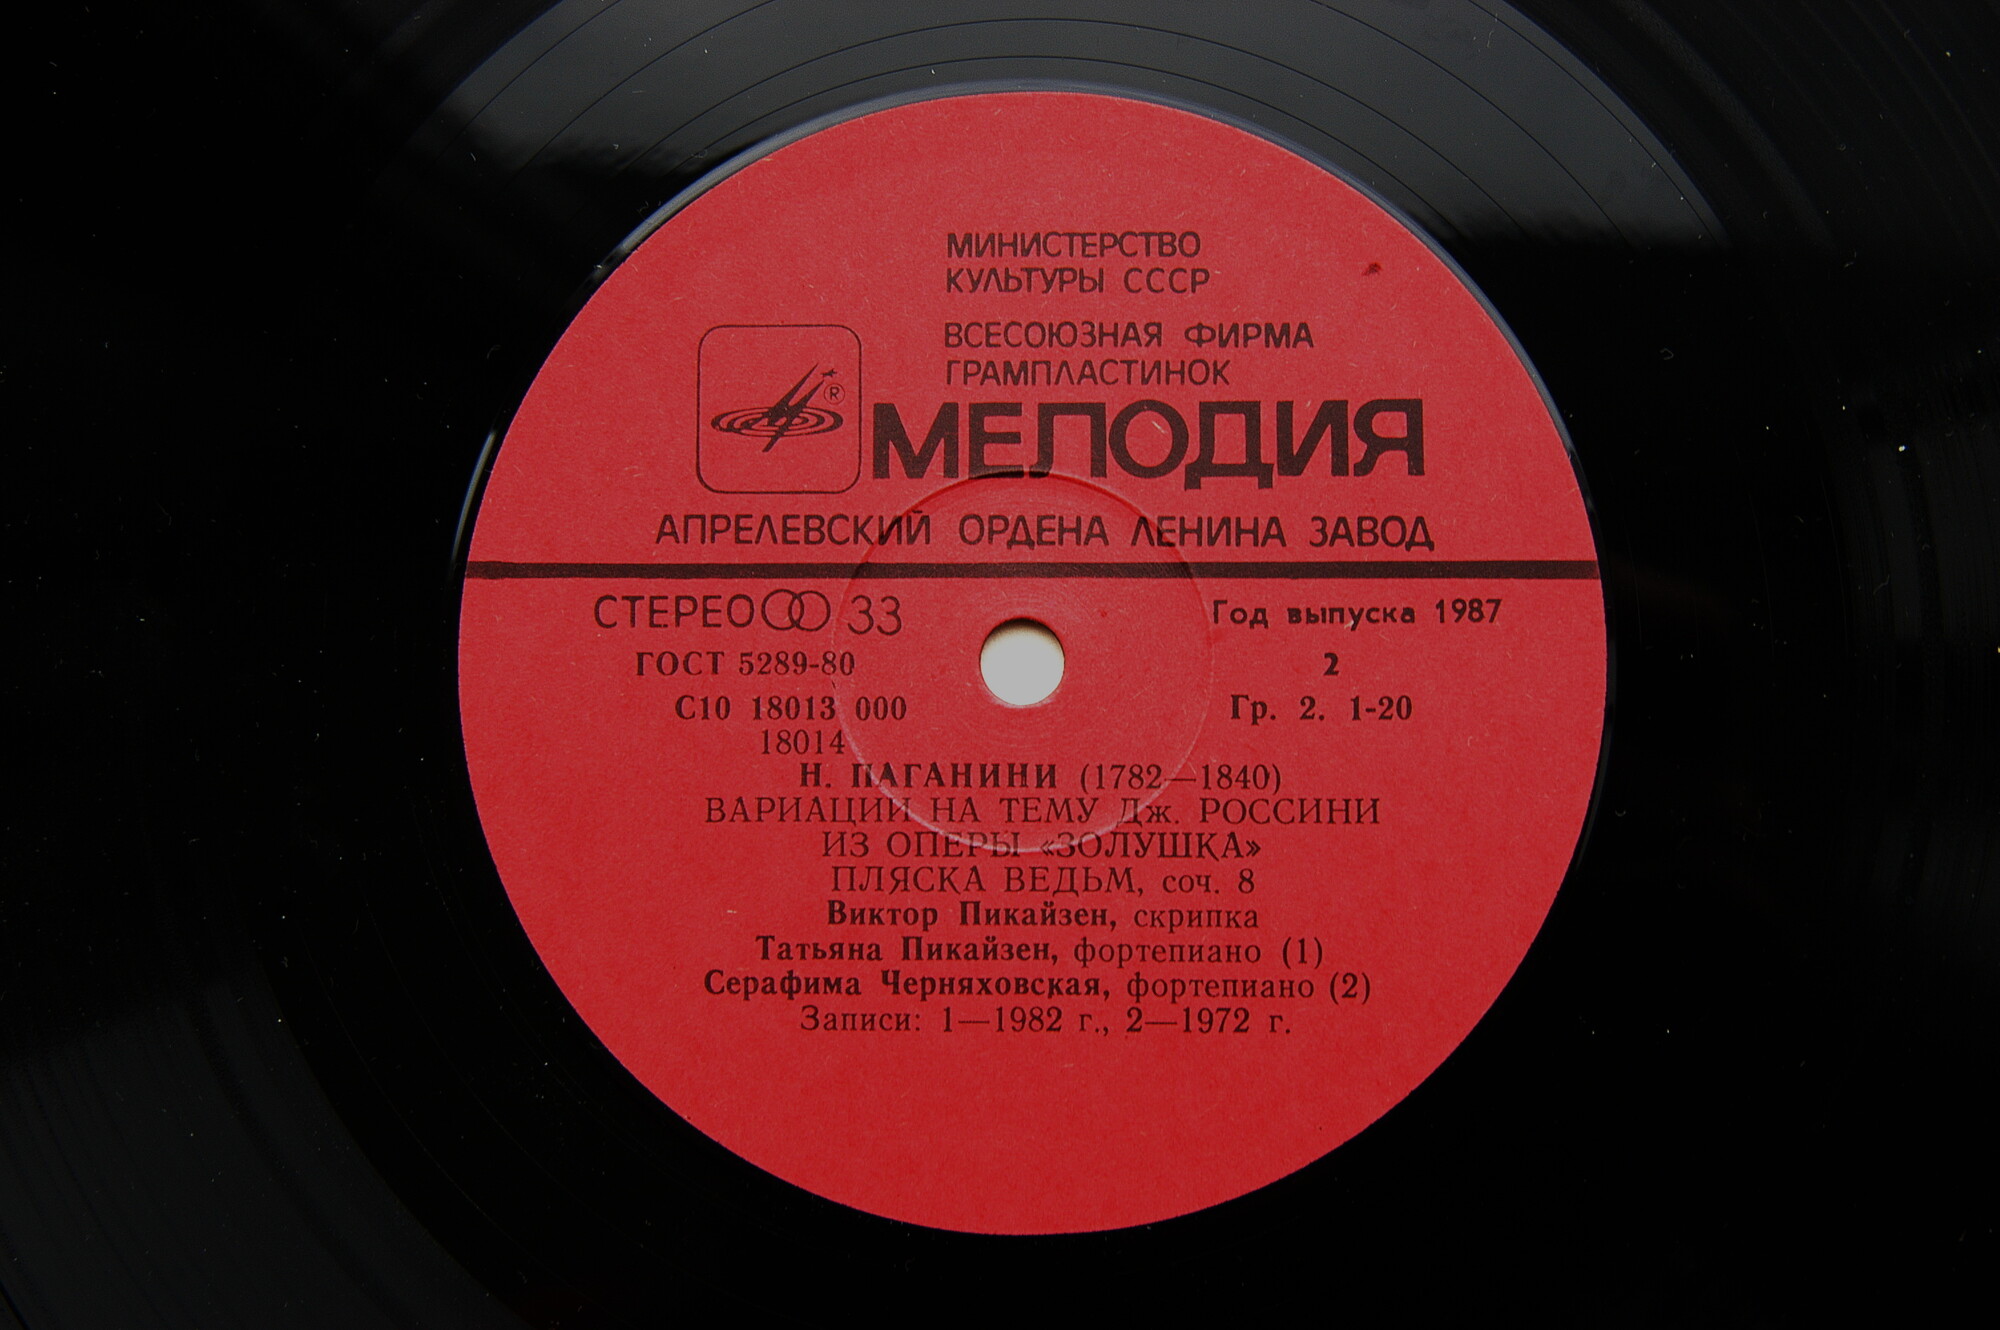 МИНИСТЕРСТВО
КУЛЬТУРЫ СССР
ВСЕСОЮЗНАЯ ФИРМА
ГРАМПЛАСТИНОК
®
МЕЛОДИЯ
АПРЕЛЕВСКИЙ ОРДЕНА ЛЕНИНА ЗАВОД
СТЕРЕО 33
Год выпуска 1987
ГОСТ 5289-80
2
С10 18013 000
Гр. 2. 1-20
18014
Н. ПАГАНИНИ (1782—1840)
ВАРИАЦИИ НА ТЕМУ Дж. РОССИНИ
ИЗ ОПЕРЫ «ЗОЛУШКА»
ПЛЯСКА ВЕДЬМ, соч. 8
Виктор Пикайзен, скрипка
Татьяна Пикайзен, фортепиано (1)
Серафима Черняховская, фортепиано (2)
Записи: 1—1982 г., 2—1972 г.